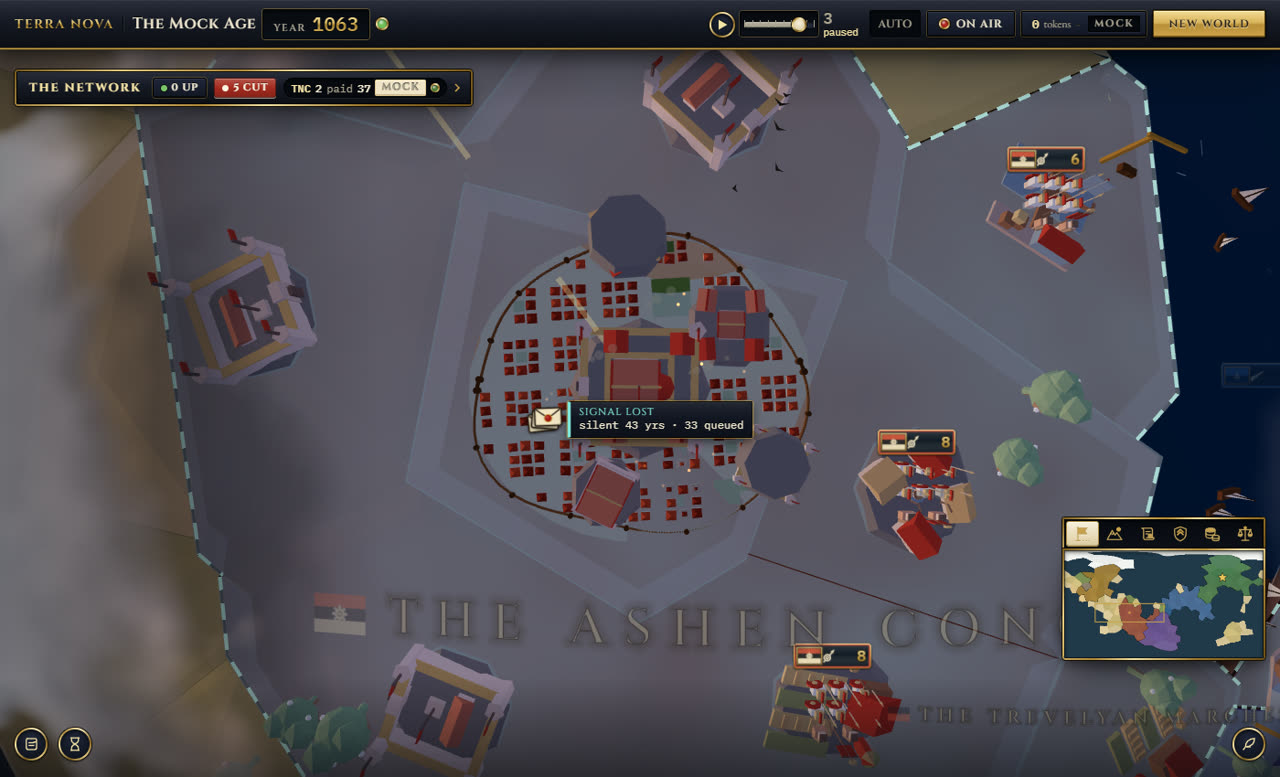 TERRA NOVA
THE MOCK AGE
YEAR 1063
3
paused
AUTO
ON AIR
0 tokens
MOCK
NEW WORLD
THE NETWORK
0 UP
5 CUT
TNC 2 paid 37 MOCK
6
SIGNAL LOST
silent 43 yrs · 33 queued
8
THE ASHEN CON
8
THE TREVELYAN MARCHE